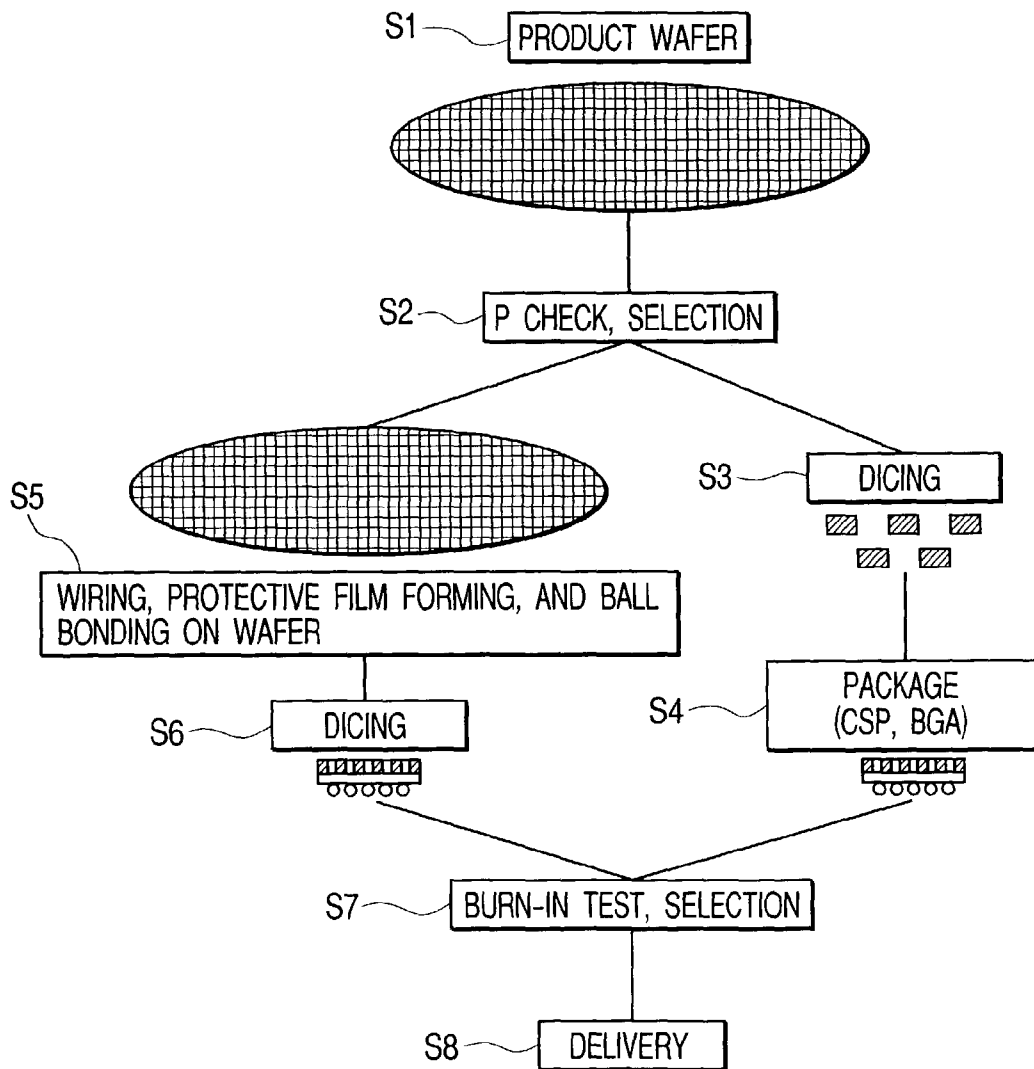 S1
PRODUCT WAFER
S2
P CHECK, SELECTION
S3
DICING
S5
WIRING, PROTECTIVE FILM FORMING, AND BALL
BONDING ON WAFER
S4
PACKAGE
(CSP, BGA)
S6
DICING
S7
BURN-IN TEST, SELECTION
S8
DELIVERY